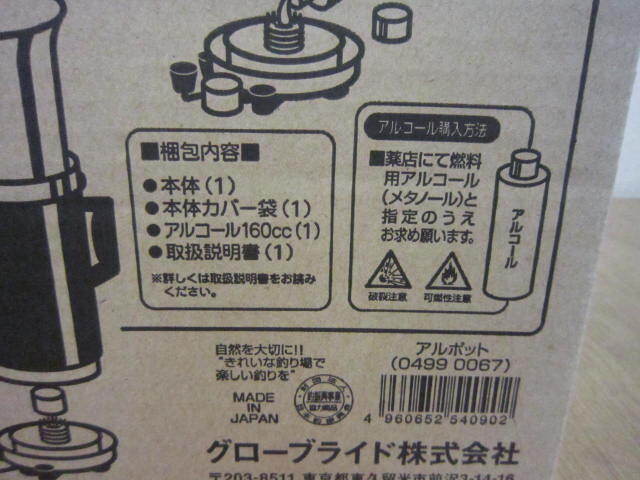 ■梱包内容■
●本体(1)
●本体カバー袋(1)
●アルコール160cc(1)
●取扱説明書(1)
※詳しくは取扱説明書をお読み
ください。
アルコール購入方法
■薬店にて燃料
用アルコール
(メタノール)と
指定のうえ
お求め願います。
アルコール
破裂注意
可燃性注意
自然を大切に!!
"きれいな釣り場で
楽しい釣りを"
MADE
IN
JAPAN
協力商品
アルポット
(0499 0067)
4 960652 540902
グローブライド株式会社
〒203-8511 東京都東久留米市前沢3-14-16